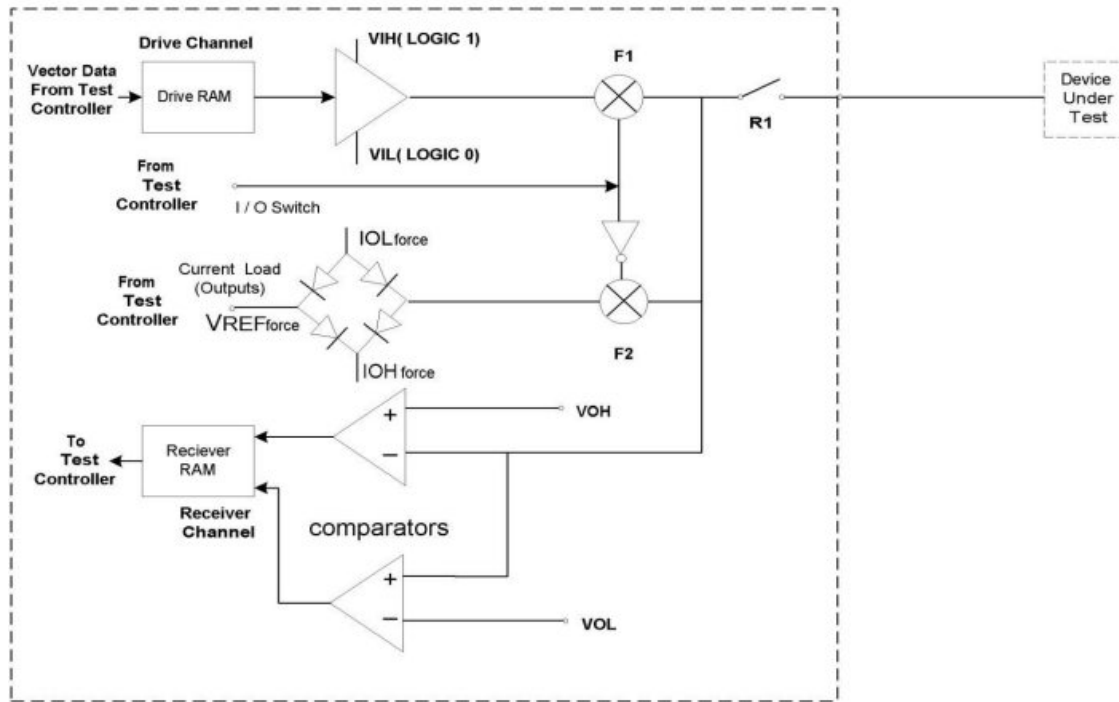 Drive Channel
Vector Data
From Test
Controller
Drive RAM
VIH( LOGIC 1)
VIL( LOGIC 0)
F1
R1
Device
Under
Test
From
Test
Controller
I / O Switch
IOLforce
Current Load
(Outputs)
From
Test
Controller
VREFforce
IOH force
F2
+
−
VOH
To
Test
Controller
Reciever
RAM
Receiver
Channel
comparators
+
−
VOL